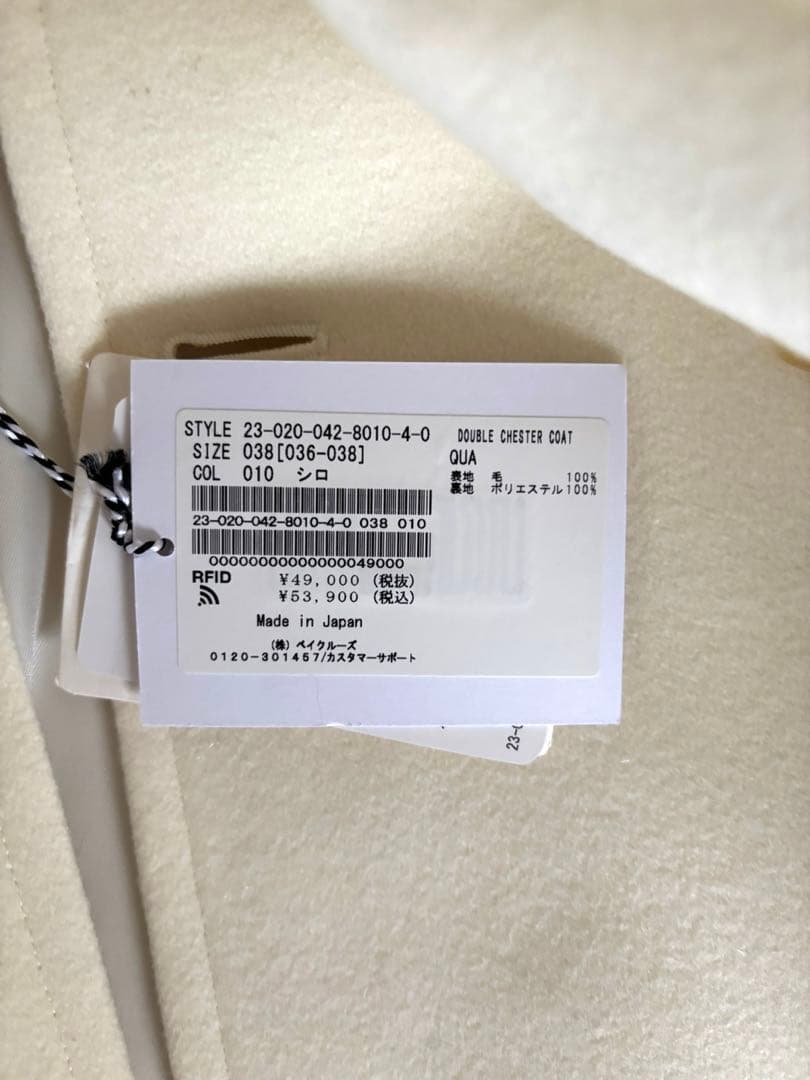 STYLE 23-020-042-8010-4-0 DOUBLE CHESTER COAT
SIZE 038[036-038] QUA
COL 010 シロ
表地 毛 100%
裏地 ポリエステル100%
23-020-042-8010-4-0 038 010
00000000000000049000
RFID
¥49,000 (税抜)
¥53,900 (税込)
Made in Japan
(株) ベイクルーズ
0120-301457/カスタマーサポート